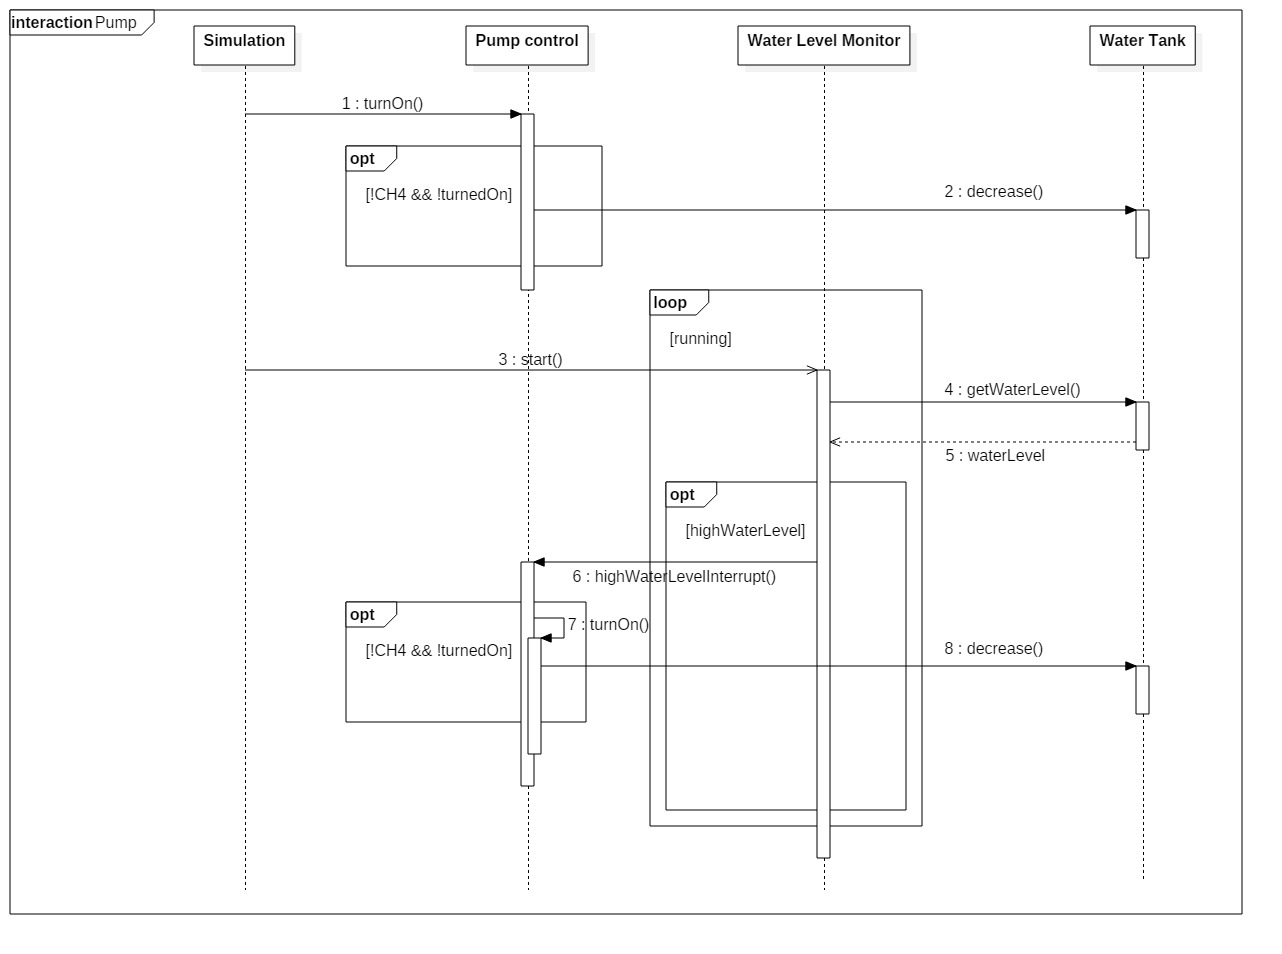 interaction Pump
Simulation
Pump control
Water Level Monitor
Water Tank
1 : turnOn()
opt
[!CH4 && !turnedOn]
2 : decrease()
loop
[running]
3 : start()
4 : getWaterLevel()
5 : waterLevel
opt
[highWaterLevel]
6 : highWaterLevelInterrupt()
opt
7 : turnOn()
[!CH4 && !turnedOn]
8 : decrease()